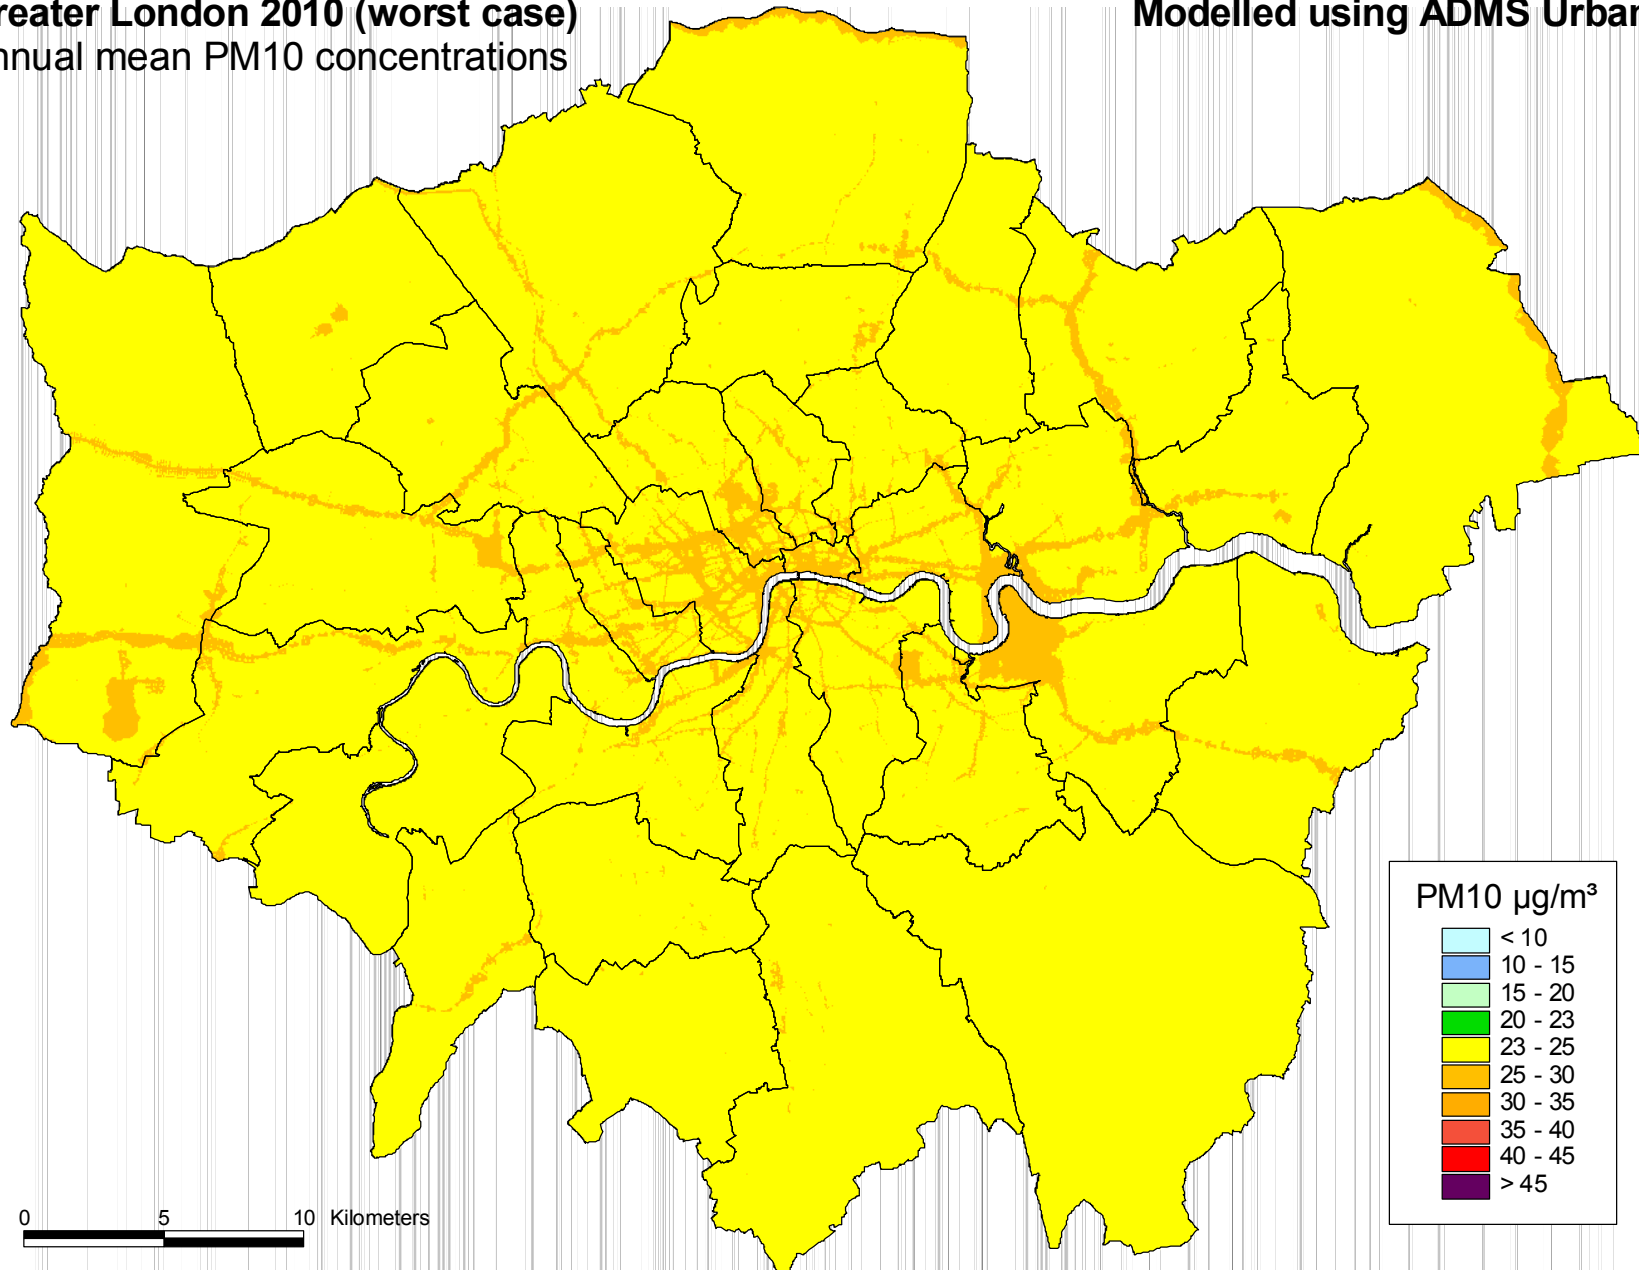 reater London 2010 (worst case)
nnual mean PM10 concentrations
Modelled using ADMS Urban
PM10 µg/m³
< 10
10 - 15
15 - 20
20 - 23
23 - 25
25 - 30
30 - 35
35 - 40
40 - 45
> 45
0 5 10 Kilometers